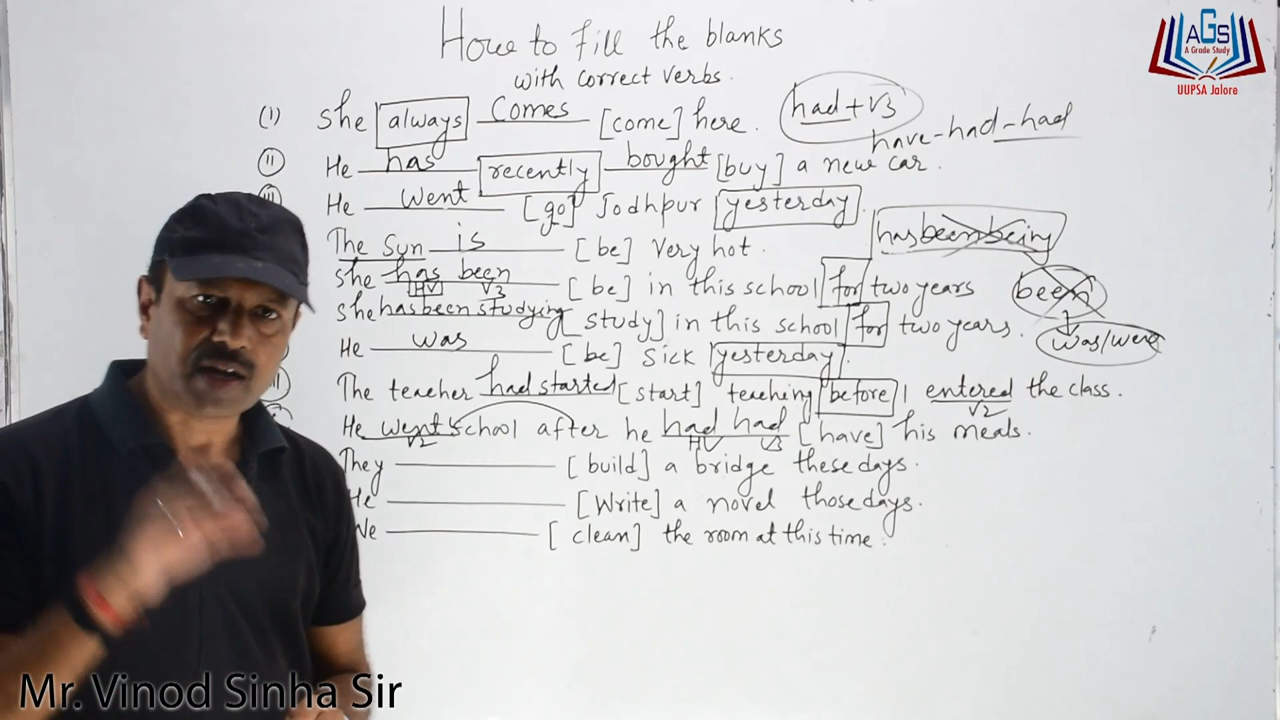 How to fill the blanks
with correct verbs.
(I) She always comes [come] here. had + V3
have-had-had
(II) He has recently bought [buy] a new car.
(III) He went [go] Jodhpur yesterday.
The Sun is [be] very hot. has been being
She has been [be] in this school for two years been
HV V3
She has been studying [study] in this school for two years. was/were
He was [be] sick yesterday.
The teacher had started [start] teaching before I entered the class.
V2
He went school after he had had [have] his meals.
V2 HV V3
They [build] a bridge these days.
He [write] a novel those days.
We [clean] the room at this time.
AGS
A Grade Study
UUPSA Jalore
Mr. Vinod Sinha Sir